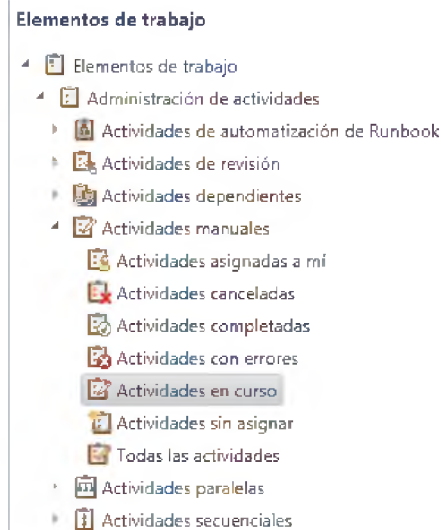 Elementos de trabajo
Elementos de trabajo
Administración de actividades
Actividades de automatización de Runbook
Actividades de revisión
Actividades dependientes
Actividades manuales
Actividades asignadas a mí
Actividades canceladas
Actividades completadas
Actividades con errores
Actividades en curso
Actividades sin asignar
Todas las actividades
Actividades paralelas
Actividades secuenciales